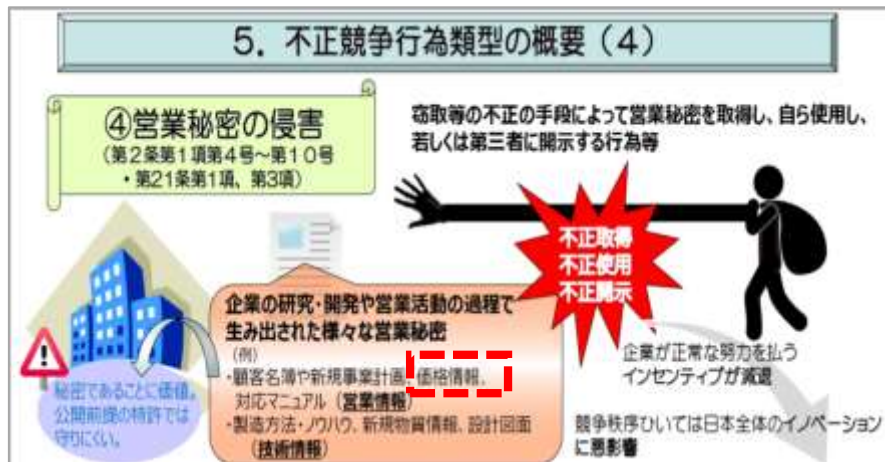 5. 不正競争行為類型の概要(4)
④営業秘密の侵害
(第2条第1項第4号~第10号
・第21条第1項、第3項)
窃取等の不正の手段によって営業秘密を取得し、自ら使用し、
若しくは第三者に開示する行為等
不正取得
不正使用
不正開示
企業の研究・開発や営業活動の過程で
生み出された様々な営業秘密
(例)
・顧客名簿や新規事業計画、価格情報、
対応マニュアル(営業情報)
・製造方法・ノウハウ、新規物質情報、設計図面
(技術情報)
秘密であることに価値。
公開前提の特許では
守りにくい。
企業が正常な努力を払う
インセンティブが減退
競争秩序ひいては日本全体のイノベーション
に悪影響